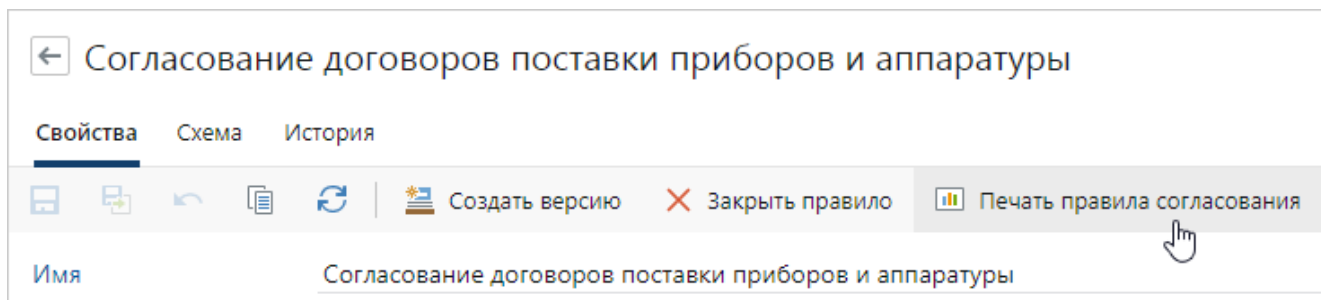 Согласование договоров поставки приборов и аппаратуры
Свойства Схема История
Создать версию Закрыть правило Печать правила согласования
Имя Согласование договоров поставки приборов и аппаратуры